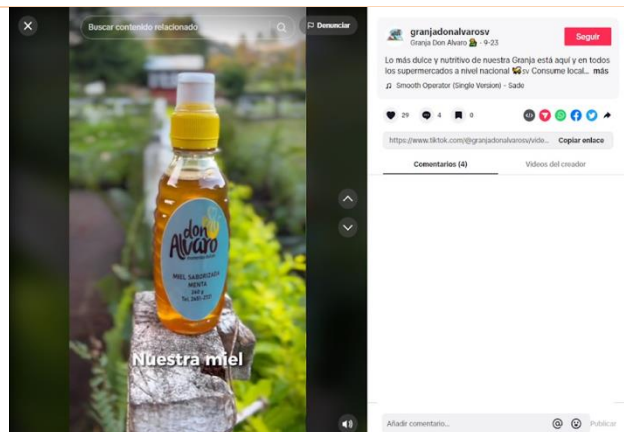 Buscar contenido relacionado
Denunciar
don
Alvaro
MIEL SABORIZADA
MENTA
Nuestra miel
granjadonalvarosv
Granja Don Alvaro · 9-23
Seguir
Lo más dulce y nutritivo de nuestra Granja está aquí y en todos
los supermercados a nivel nacional sv Consume local... más
Smooth Operator (Single Version) - Sade
29
4
0
https://www.tiktok.com/@granjadonalvarosv/video...
Copiar enlace
Comentarios (4)
Videos del creador
Añadir comentario...
Publicar